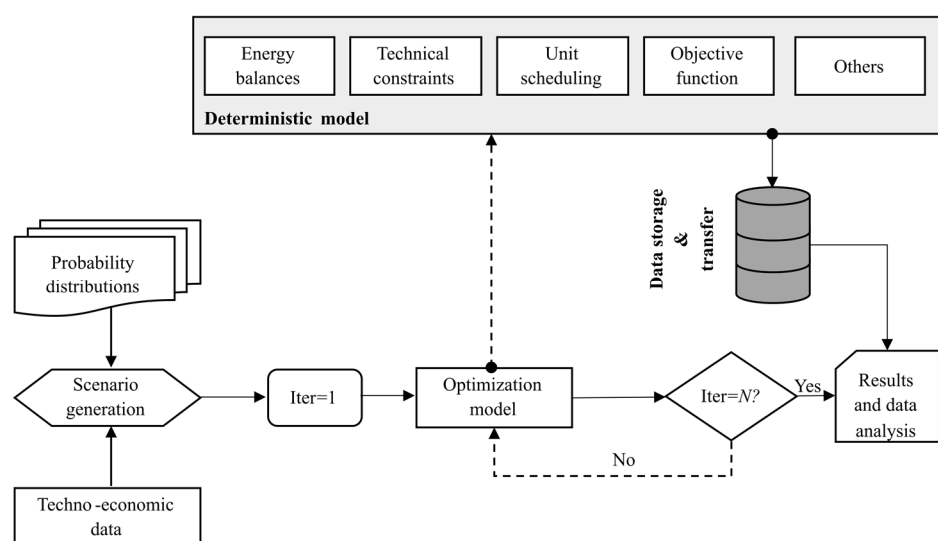 Energy
balances
Technical
constraints
Unit
scheduling
Objective
function
Others
Deterministic model
Data storage
&
transfer
Probability
distributions
Scenario
generation
Iter=1
Optimization
model
Iter=N?
Yes
Results
and data
analysis
No
Techno -economic
data